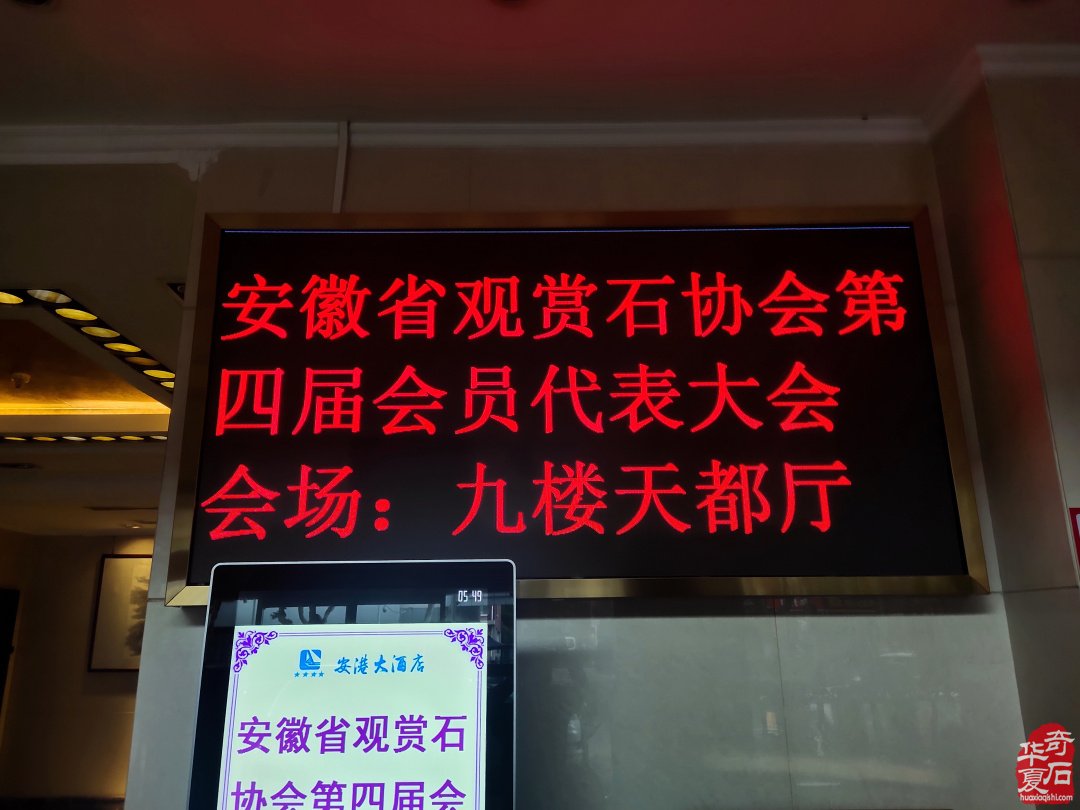 安徽省观赏石协会第
四届会员代表大会
会场：九楼天都厅
05 49
安港大酒店
安徽省观赏石
协会第四届会
华夏奇石
huaxiaqishi.com